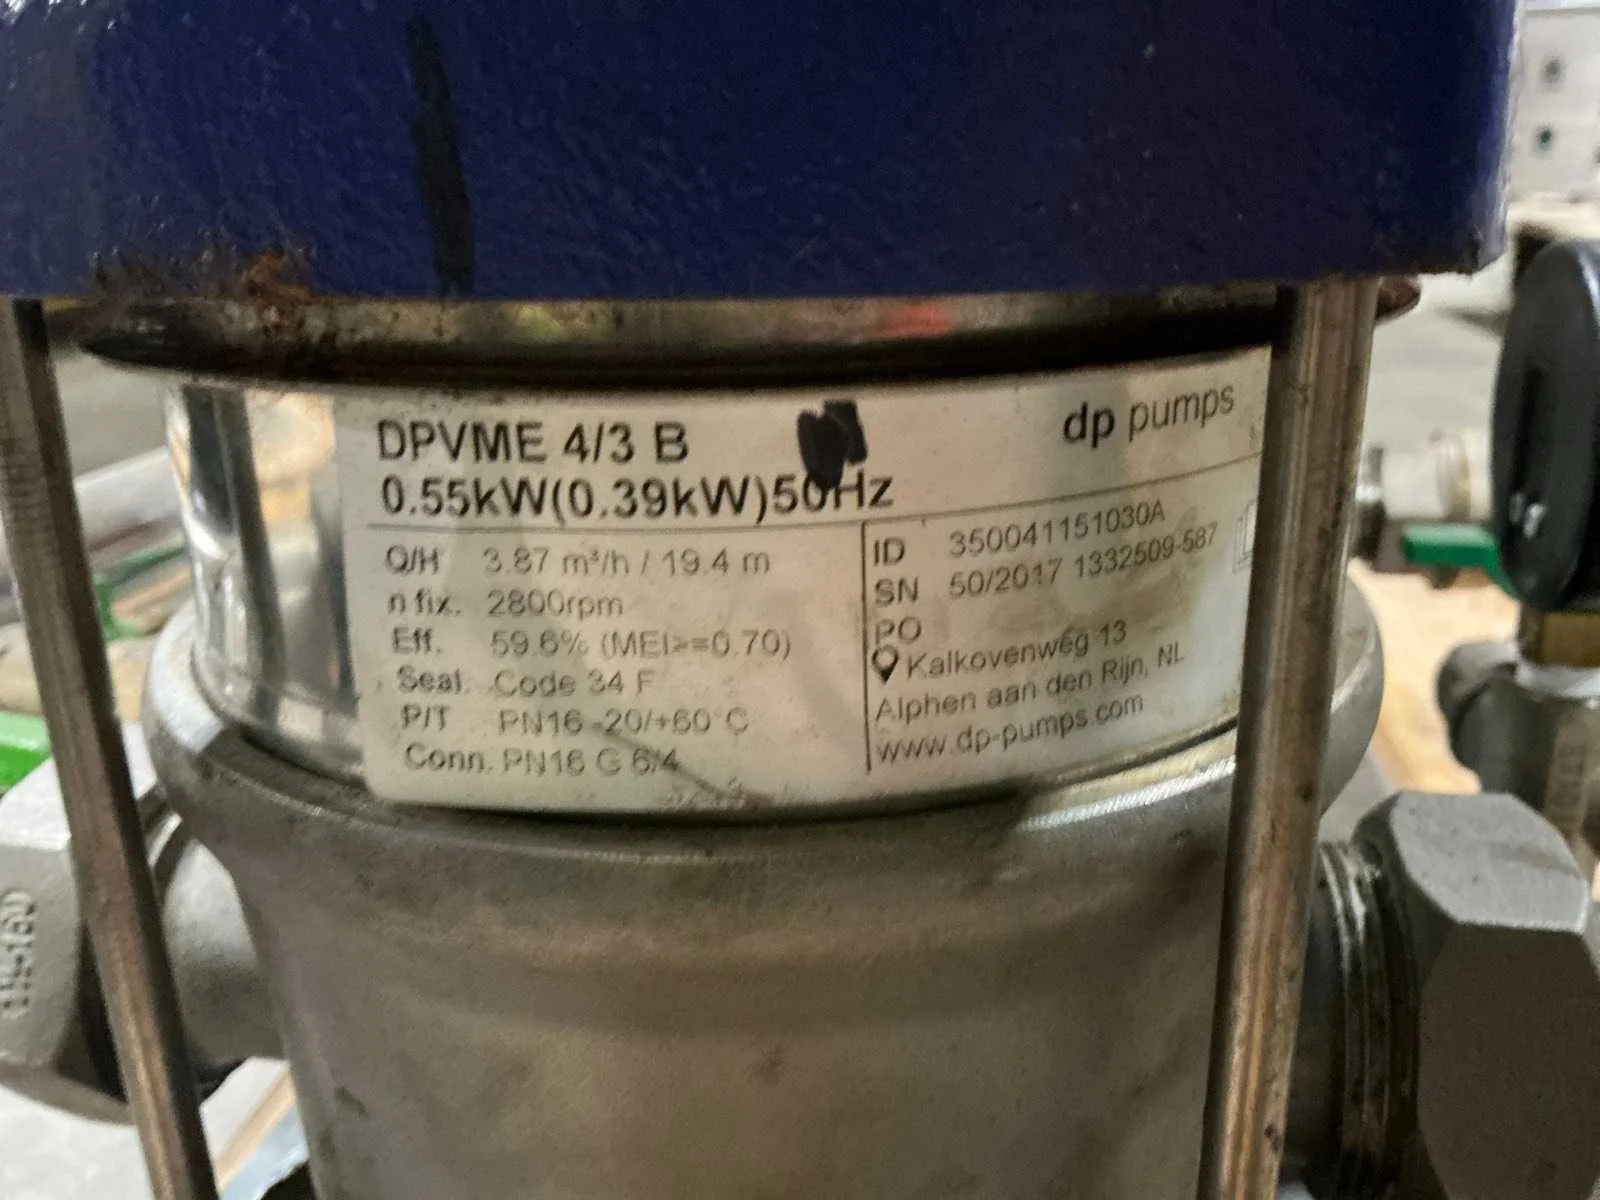 DPVME 4/3 B
dp pumps
0.55kW(0.39kW)50Hz
Q/H 3.87 m³/h / 19.4 m
n fix. 2800rpm
Eff. 59.6% (MEI>=0.70)
Seal. Code 34 F
P/T PN16 -20/+60°C
Conn. PN16 G 6/4
ID 350041151030A
SN 50/2017 1332509-587
PO
Kalkovenweg 13
Alphen aan den Rijn, NL
www.dp-pumps.com